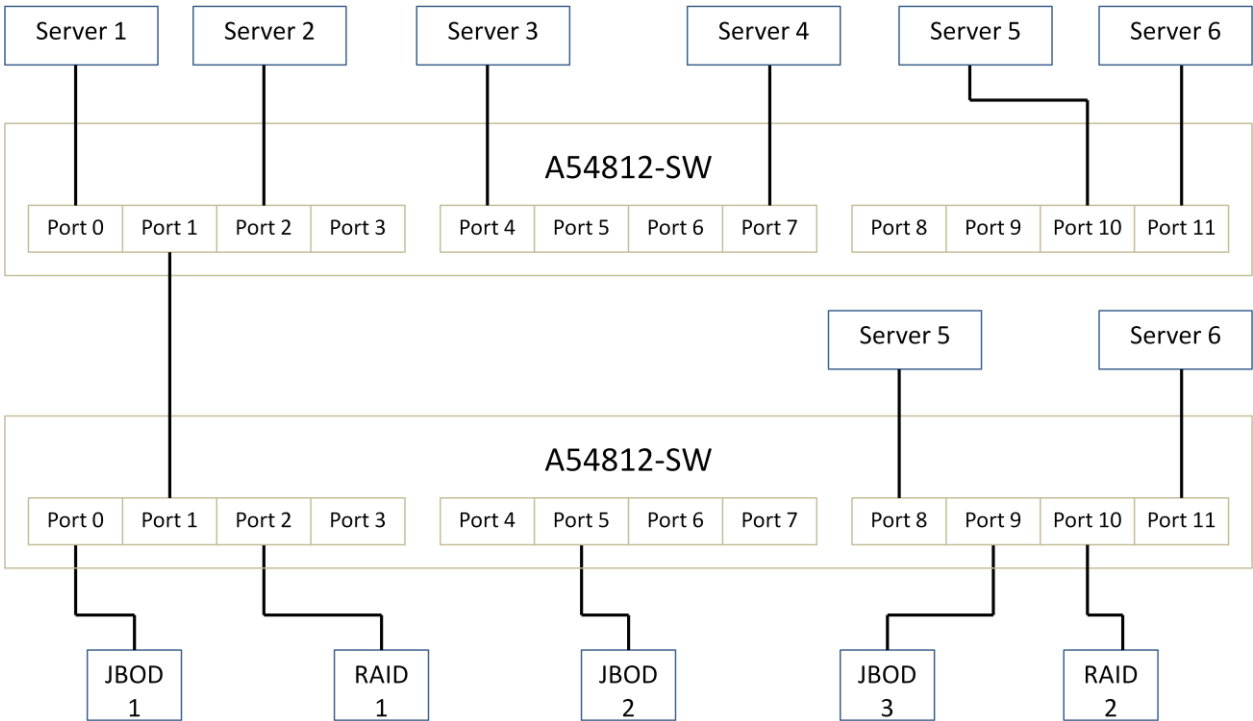 Server 1 Server 2 Server 3 Server 4 Server 5 Server 6
A54812-SW
Port 0 Port 1 Port 2 Port 3 Port 4 Port 5 Port 6 Port 7 Port 8 Port 9 Port 10 Port 11
Server 5 Server 6
A54812-SW
Port 0 Port 1 Port 2 Port 3 Port 4 Port 5 Port 6 Port 7 Port 8 Port 9 Port 10 Port 11
JBOD RAID JBOD JBOD RAID
1 1 2 3 2